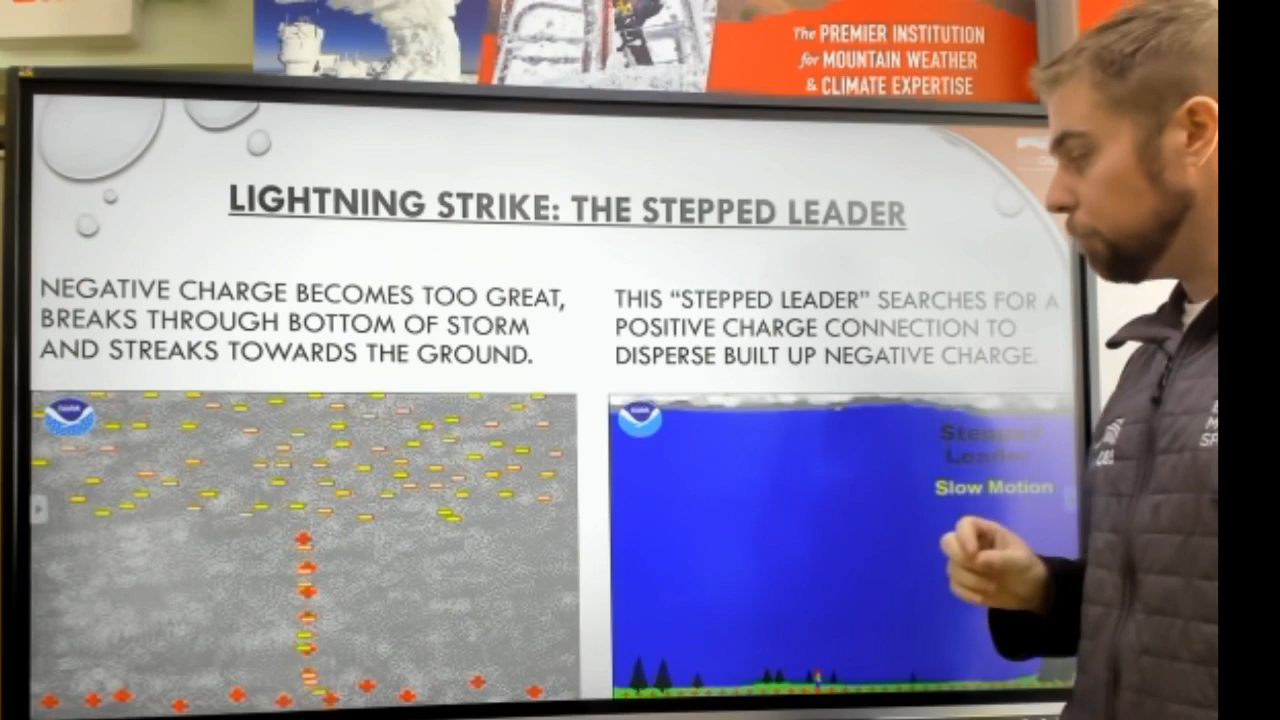 The PREMIER INSTITUTION
for MOUNTAIN WEATHER
& CLIMATE EXPERTISE
LIGHTNING STRIKE: THE STEPPED LEADER
NEGATIVE CHARGE BECOMES TOO GREAT,
BREAKS THROUGH BOTTOM OF STORM
AND STREAKS TOWARDS THE GROUND.
THIS “STEPPED LEADER” SEARCHES FOR A
POSITIVE CHARGE CONNECTION TO
DISPERSE BUILT UP NEGATIVE CHARGE.
Stepped
Leader
Slow Motion